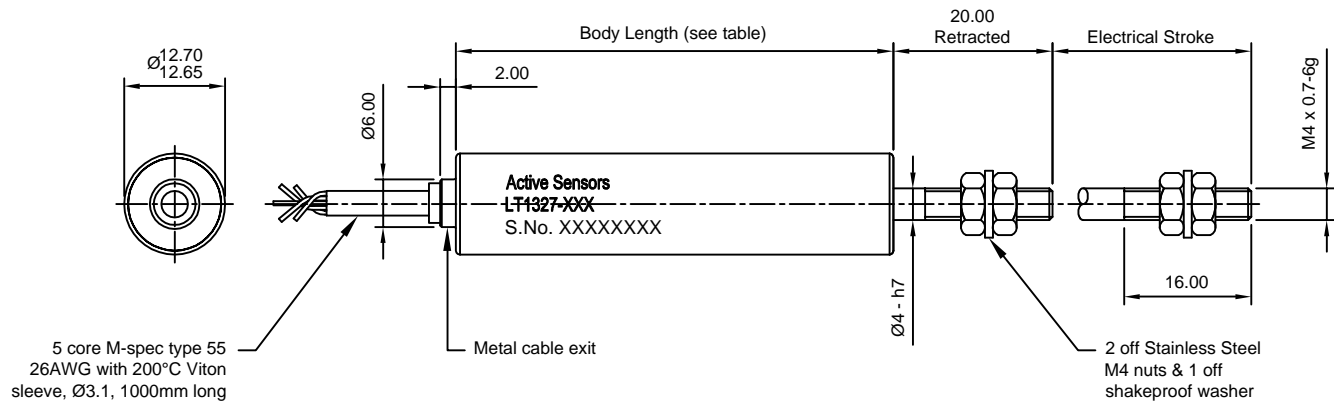 Body Length (see table)
20.00
Retracted
Electrical Stroke
Ø12.70
12.65
2.00
Ø6.00
M4 x 0.7-6g
Active Sensors
LT1327-XXX
S.No. XXXXXXXX
Ø4 - h7
16.00
5 core M-spec type 55
26AWG with 200°C Viton
sleeve, Ø3.1, 1000mm long
Metal cable exit
2 off Stainless Steel
M4 nuts & 1 off
shakeproof washer